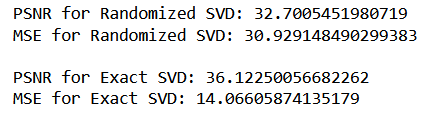 PSNR for Randomized SVD: 32.7005451980719
MSE for Randomized SVD: 30.929148490299383
PSNR for Exact SVD: 36.12250056682262
MSE for Exact SVD: 14.06605874135179